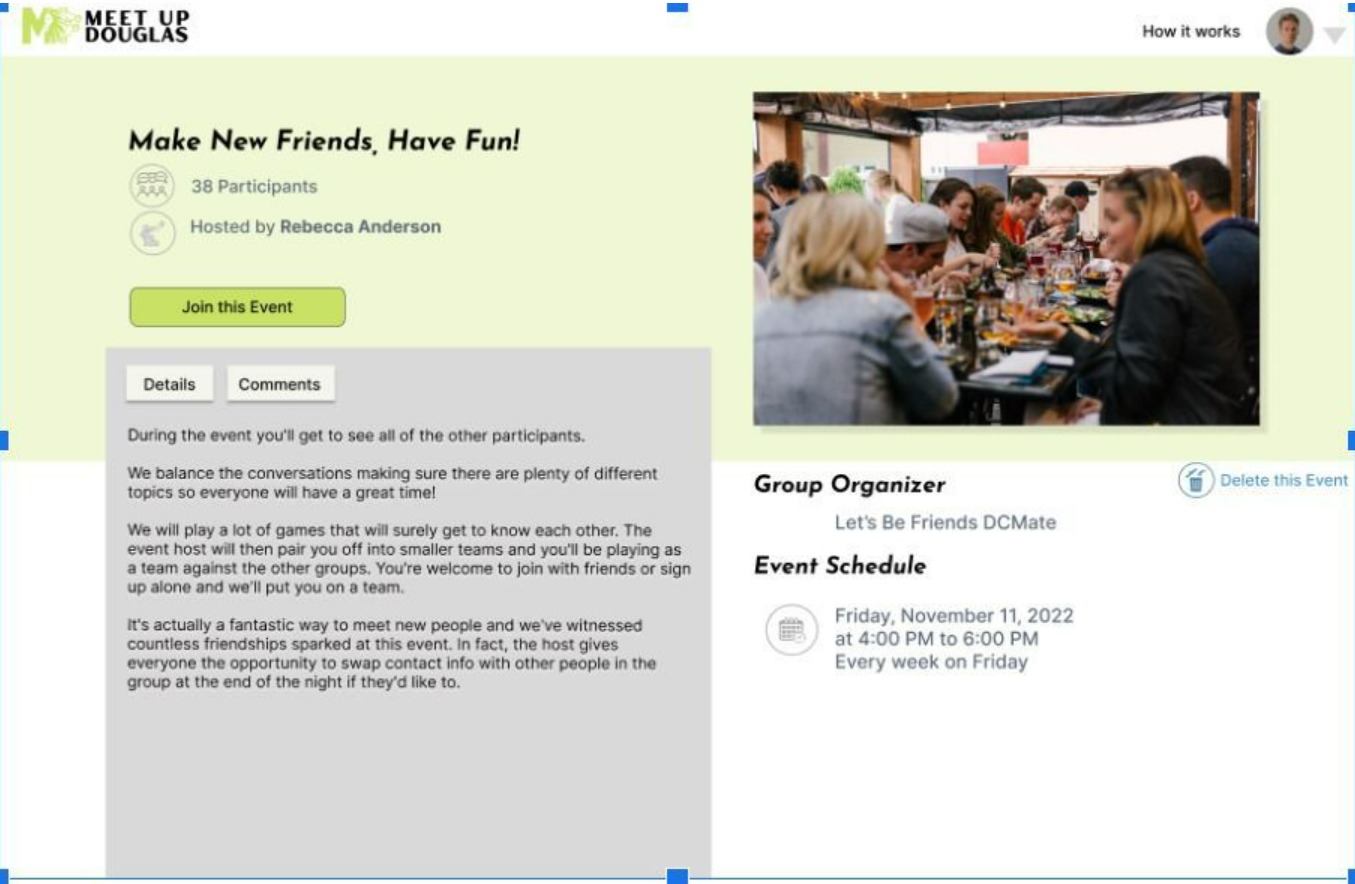 MEET UP
DOUGLAS
How it works
Make New Friends, Have Fun!
38 Participants
Hosted by Rebecca Anderson
Join this Event
Details
Comments
During the event you'll get to see all of the other participants.
We balance the conversations making sure there are plenty of different
topics so everyone will have a great time!
We will play a lot of games that will surely get to know each other. The
event host will then pair you off into smaller teams and you'll be playing as
a team against the other groups. You're welcome to join with friends or sign
up alone and we'll put you on a team.
It's actually a fantastic way to meet new people and we've witnessed
countless friendships sparked at this event. In fact, the host gives
everyone the opportunity to swap contact info with other people in the
group at the end of the night if they'd like to.
Group Organizer
Delete this Event
Let's Be Friends DCMate
Event Schedule
Friday, November 11, 2022
at 4:00 PM to 6:00 PM
Every week on Friday